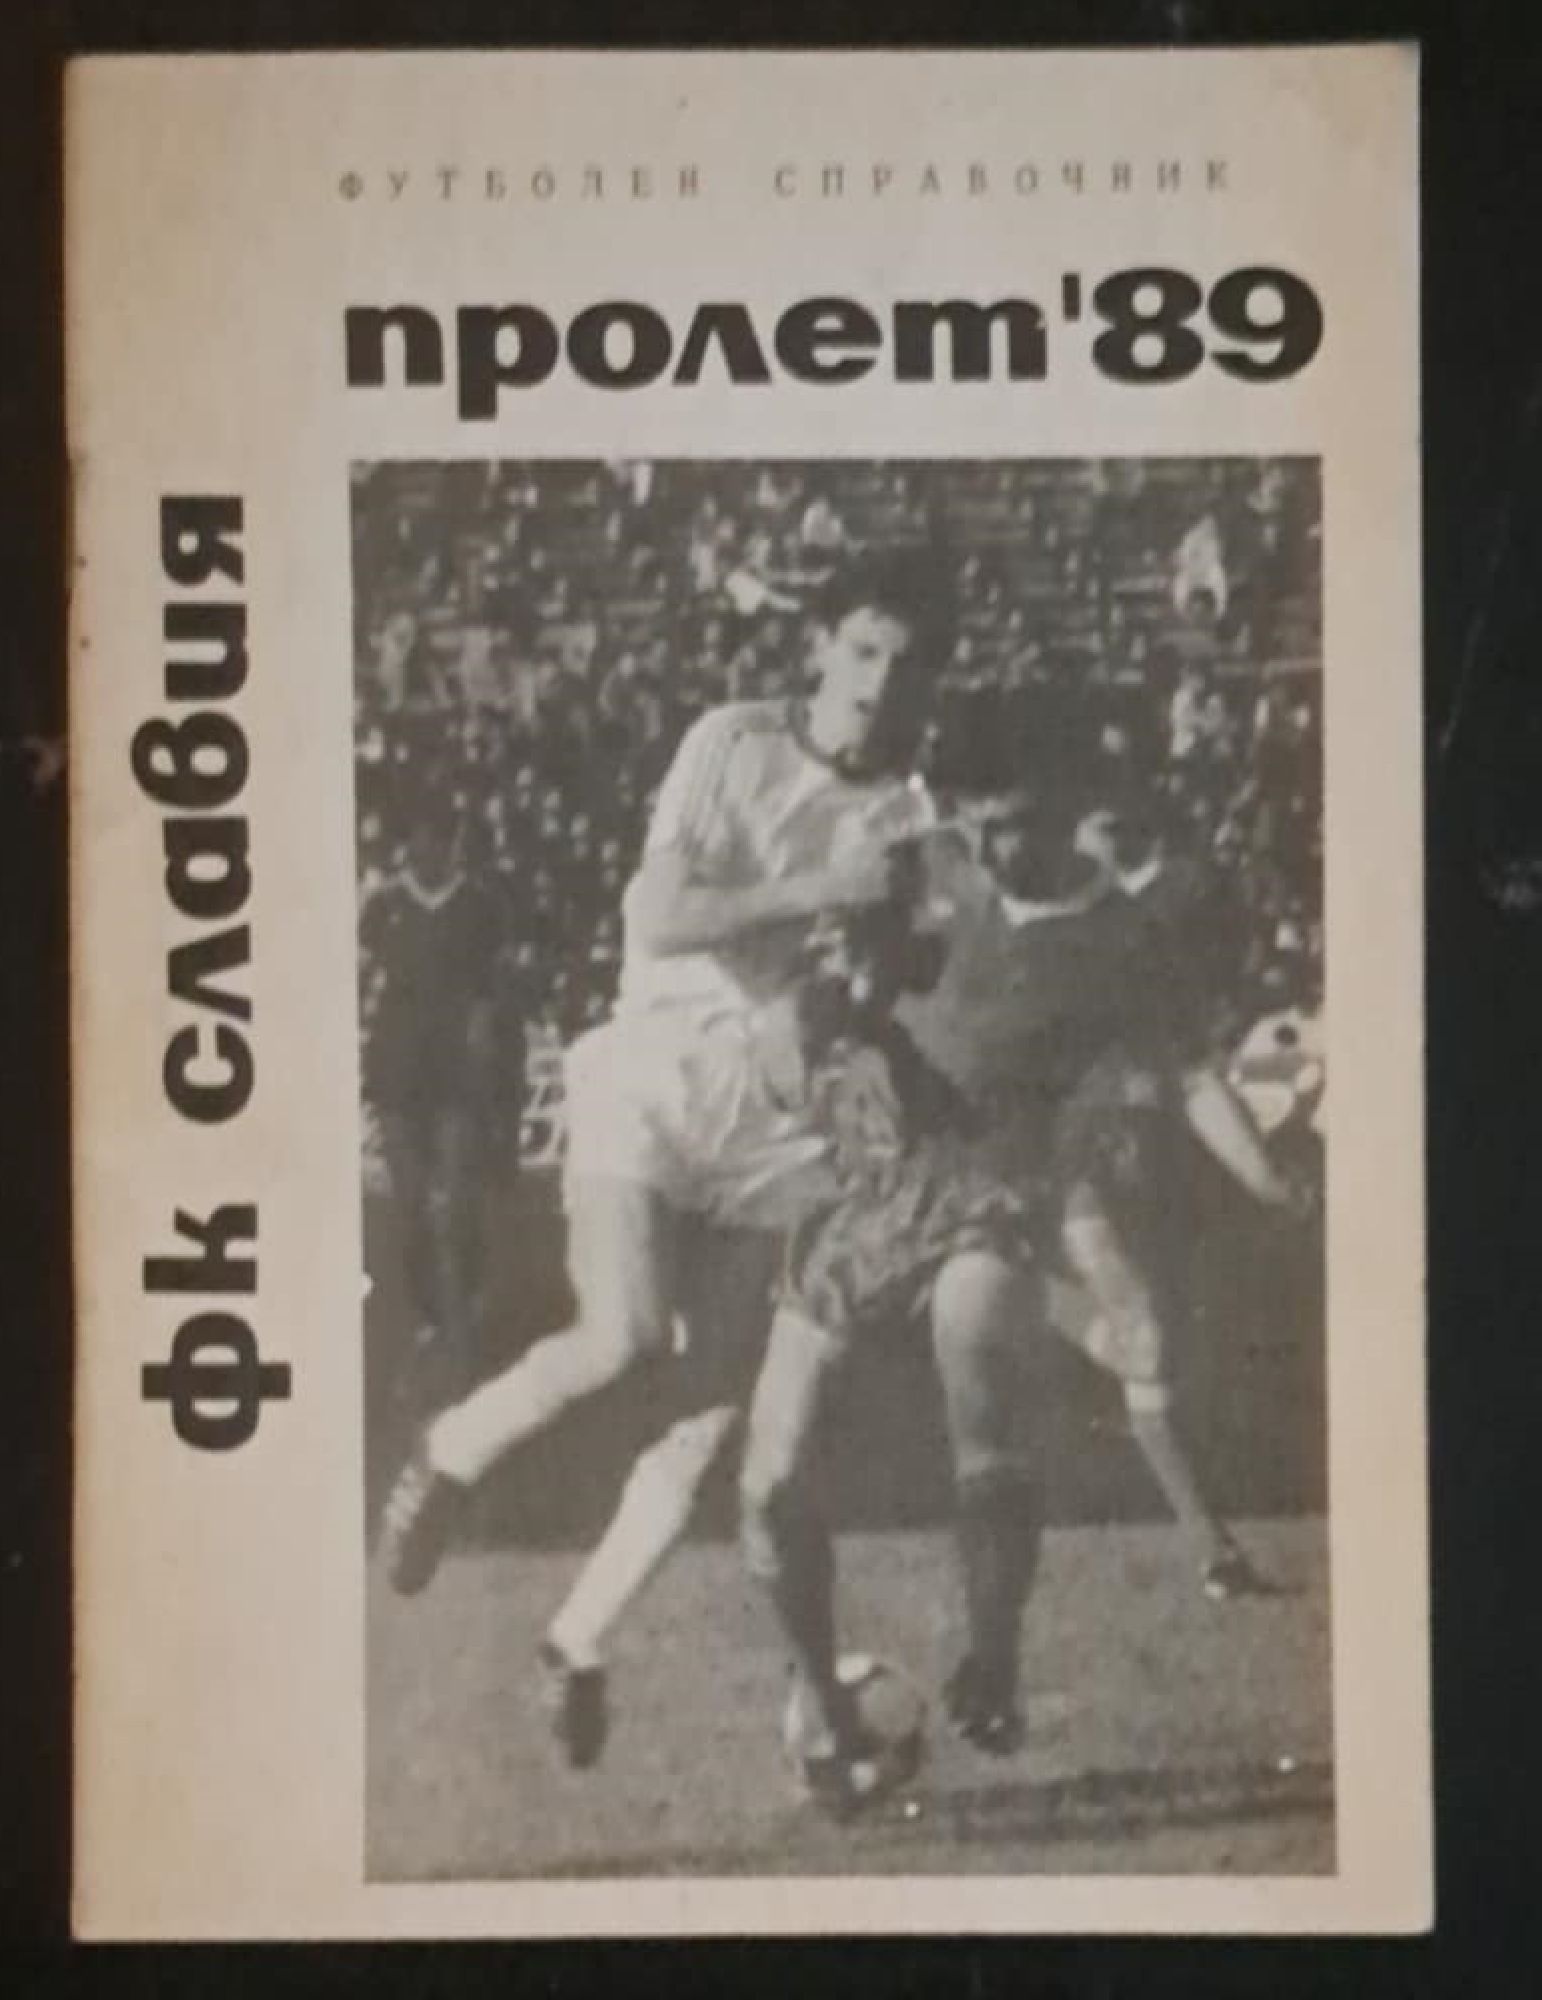 ФУТБОЛЕН СПРАВОЧНИК
пролет '89
фк славия